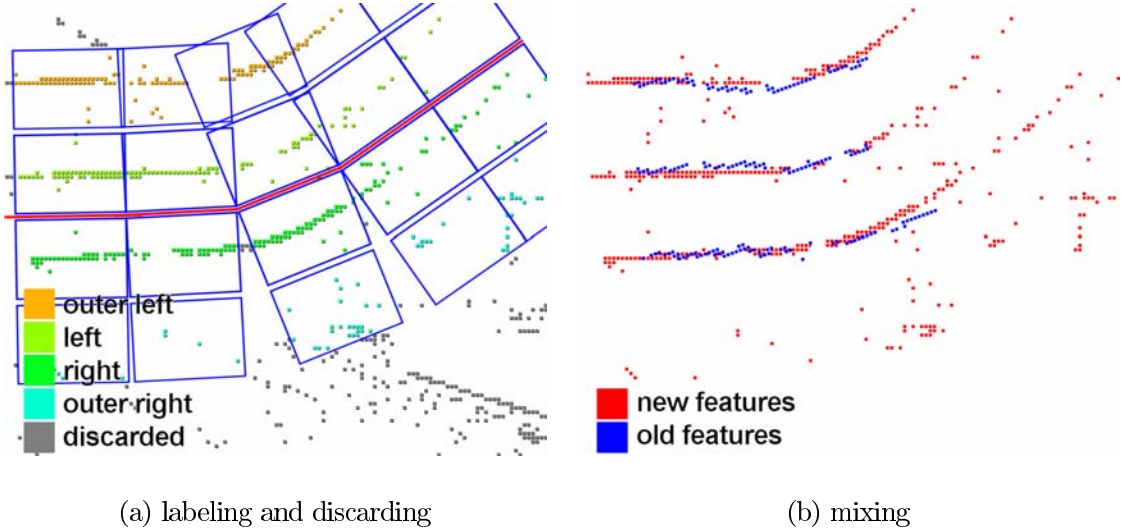 outer left
left
right
outer right
discarded
new features
old features
(a) labeling and discarding
(b) mixing